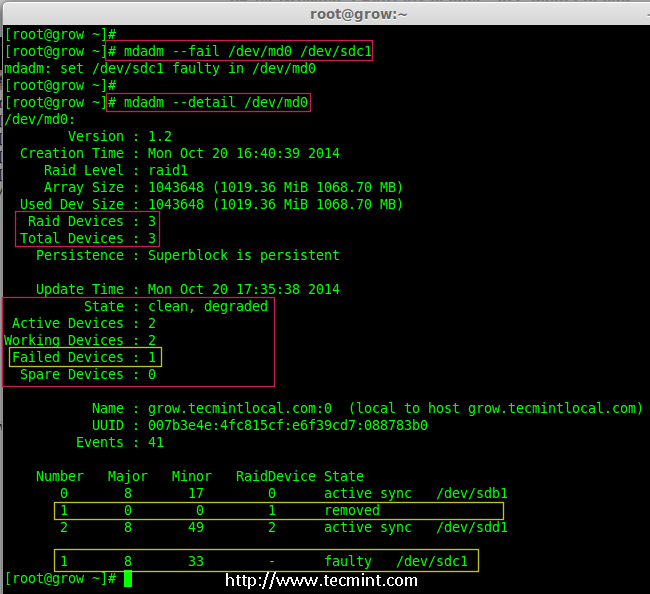 root@grow:~
[root@grow ~]#
[root@grow ~]# mdadm --fail /dev/md0 /dev/sdc1
mdadm: set /dev/sdc1 faulty in /dev/md0
[root@grow ~]#
[root@grow ~]# mdadm --detail /dev/md0
/dev/md0:
Version : 1.2
Creation Time : Mon Oct 20 16:40:39 2014
Raid Level : raid1
Array Size : 1043648 (1019.36 MiB 1068.70 MB)
Used Dev Size : 1043648 (1019.36 MiB 1068.70 MB)
Raid Devices : 3
Total Devices : 3
Persistence : Superblock is persistent
Update Time : Mon Oct 20 17:35:38 2014
State : clean, degraded
Active Devices : 2
Working Devices : 2
Failed Devices : 1
Spare Devices : 0
Name : grow.tecmintlocal.com:0 (local to host grow.tecmintlocal.com)
UUID : 007b3e4e:4fc815cf:e6f39cd7:088783b0
Events : 41
Number Major Minor RaidDevice State
0 8 17 0 active sync /dev/sdb1
1 0 0 1 removed
2 8 49 2 active sync /dev/sdd1
1 8 33 - faulty /dev/sdc1
[root@grow ~]#
http://www.tecmint.com